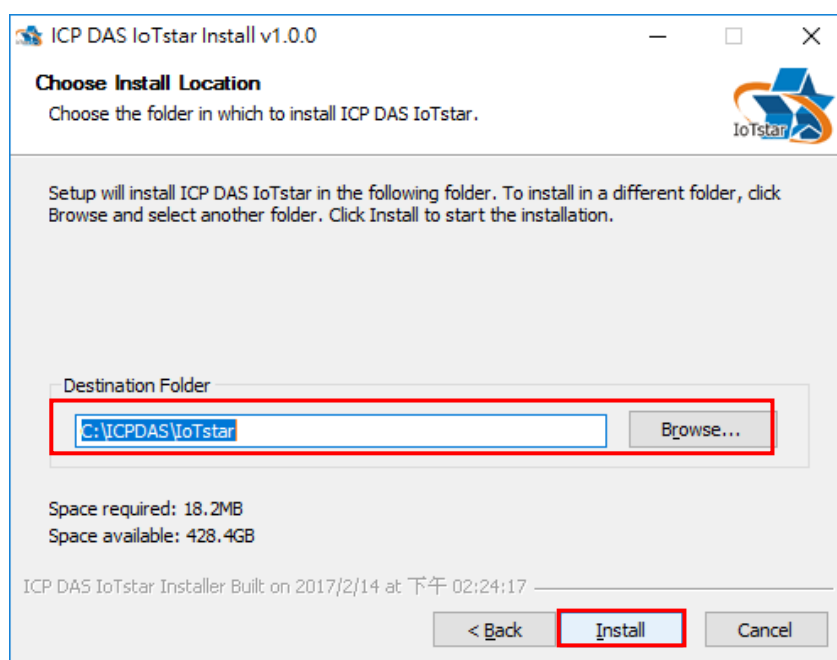 ICP DAS IoTstar Install v1.0.0
Choose Install Location
Choose the folder in which to install ICP DAS IoTstar.
IoTstar
Setup will install ICP DAS IoTstar in the following folder. To install in a different folder, click
Browse and select another folder. Click Install to start the installation.
Destination Folder
C:\ICPDAS\IoTstar
Browse...
Space required: 18.2MB
Space available: 428.4GB
ICP DAS IoTstar Installer Built on 2017/2/14 at 下午 02:24:17
< Back Install Cancel